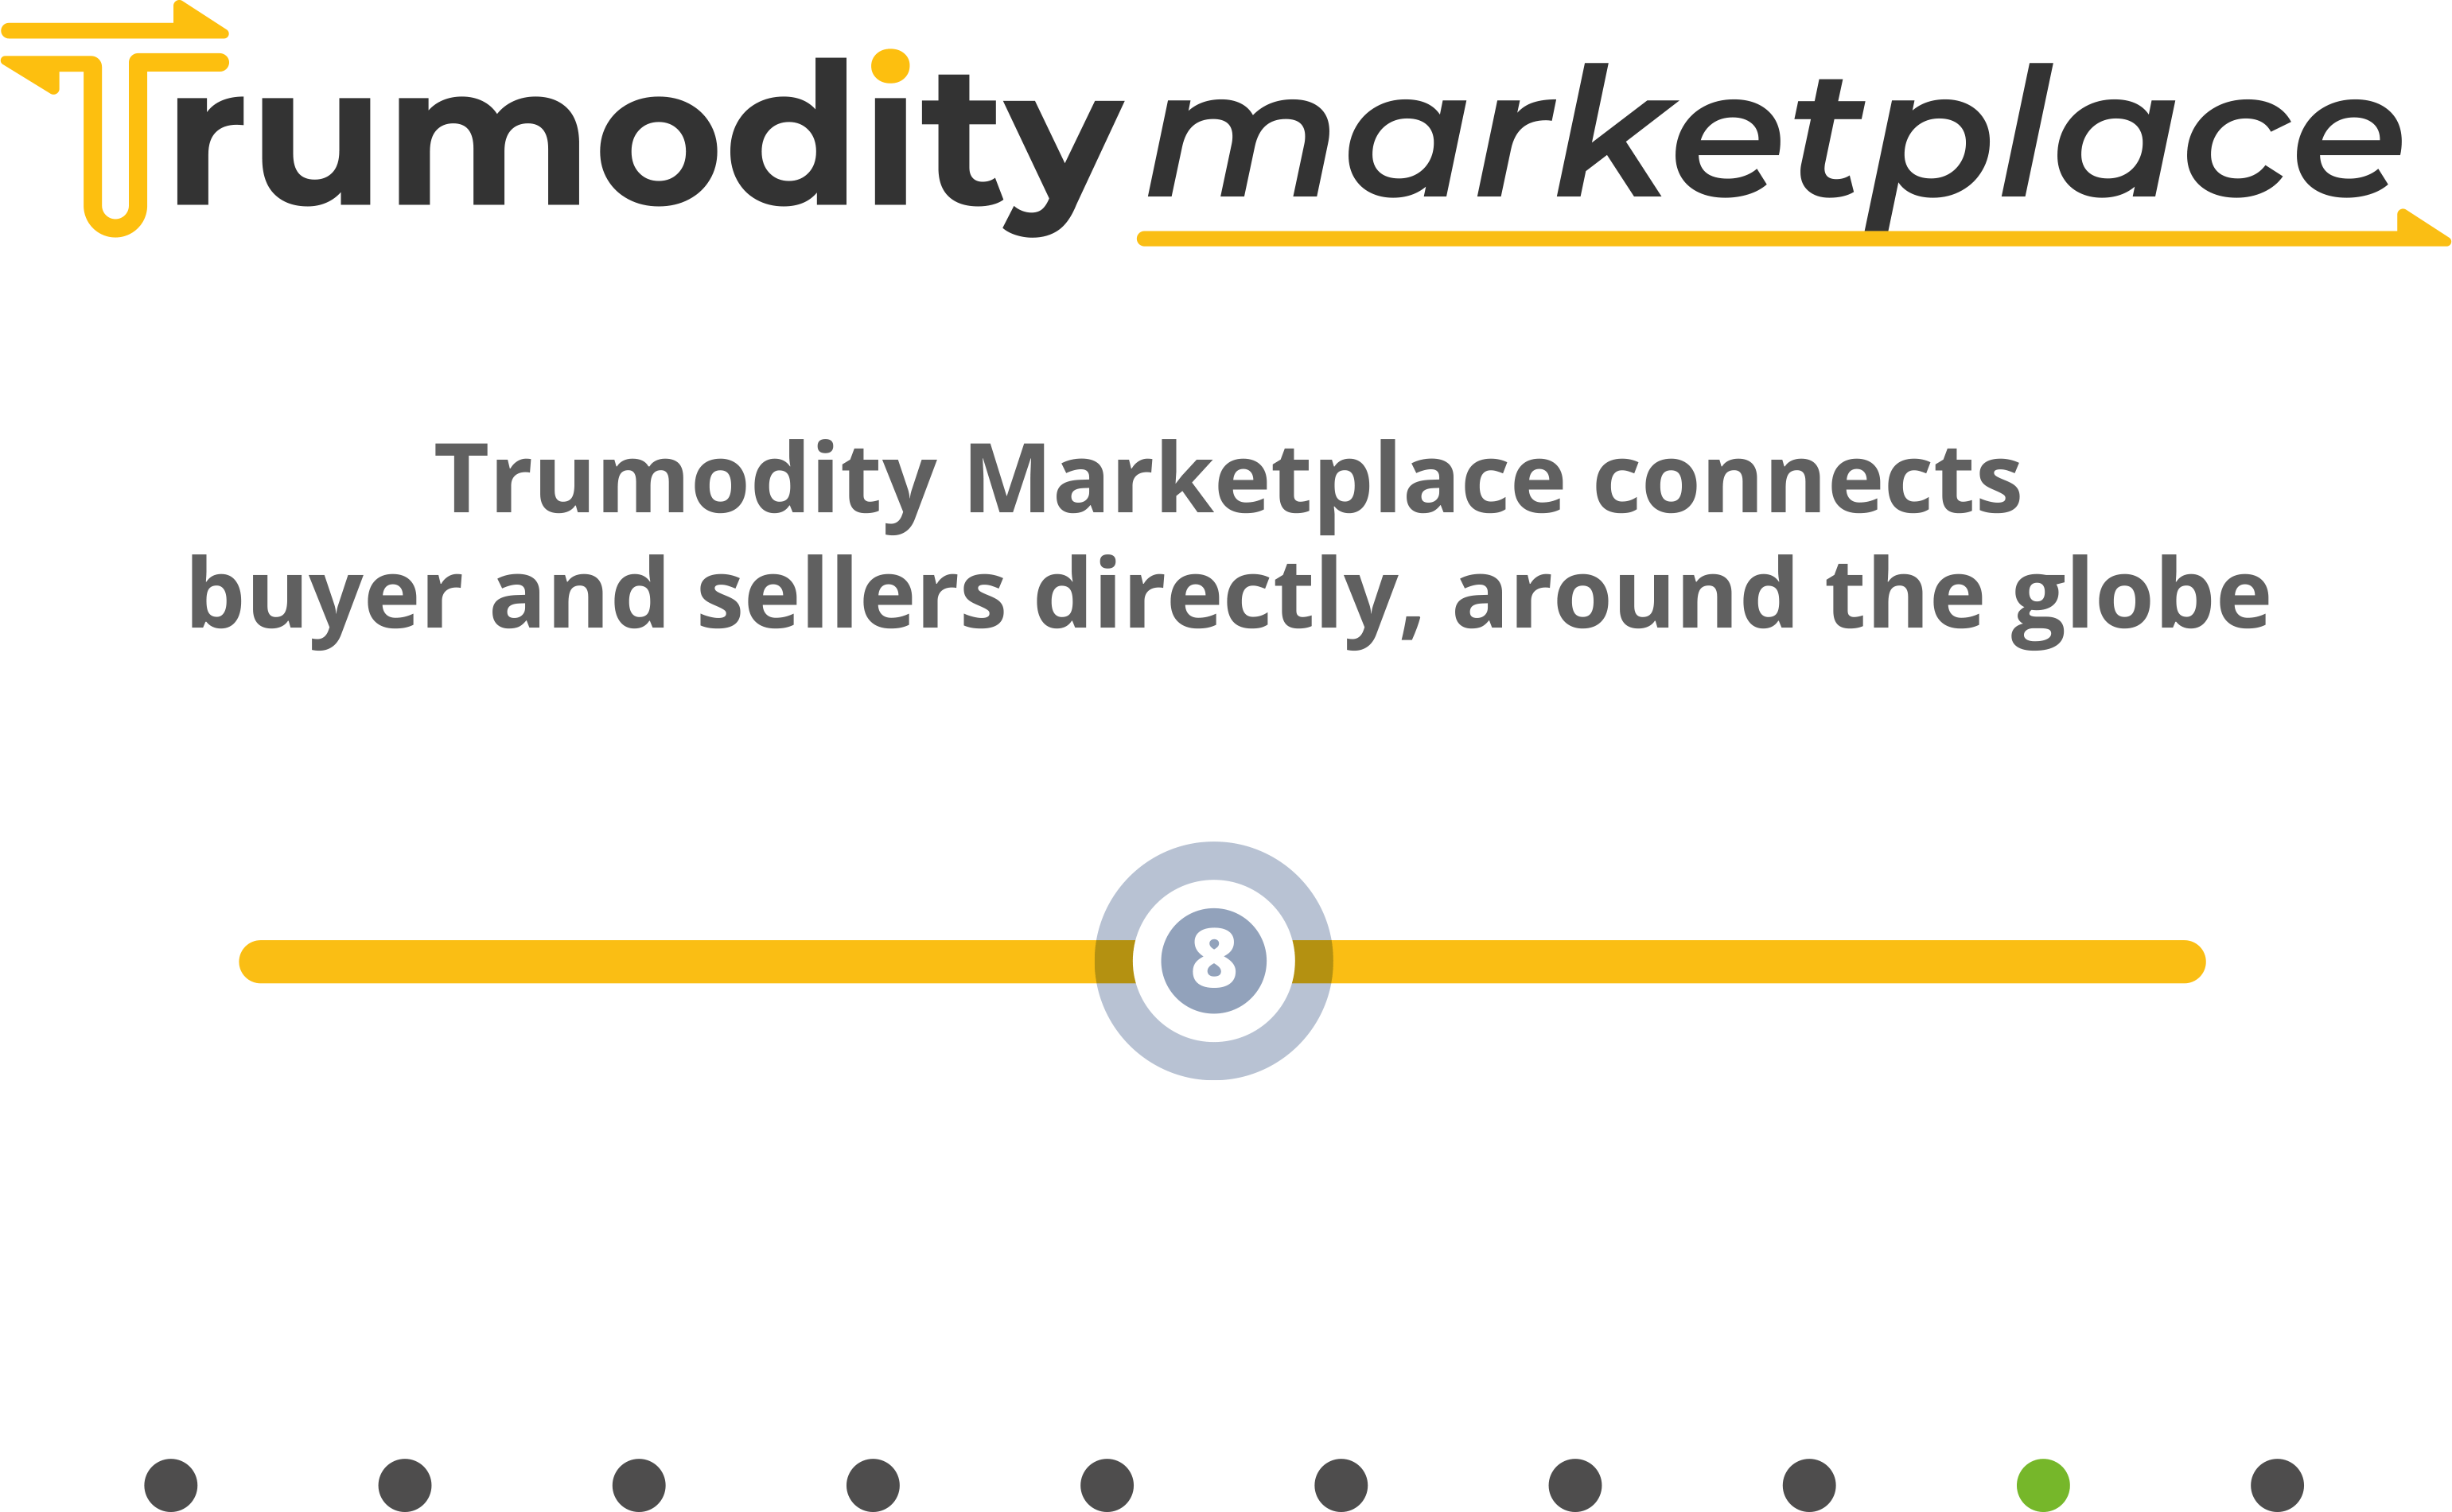 Trumodity marketplace
Trumodity Marketplace connects
buyer and sellers directly, around the globe
8